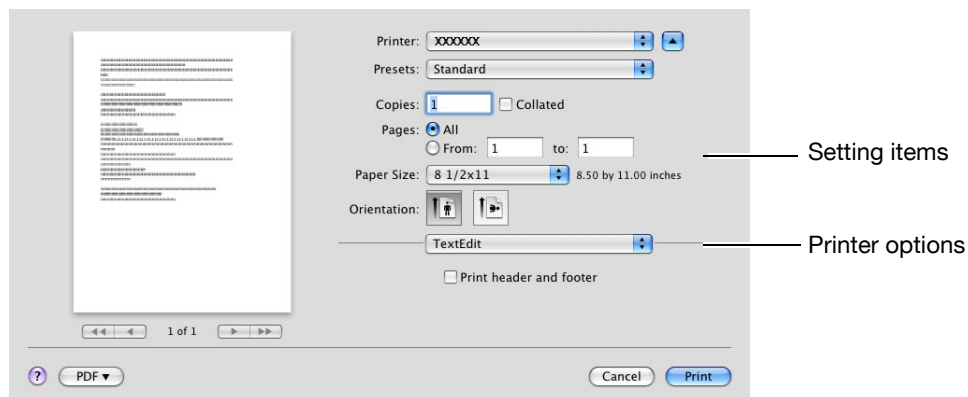 Printer: XXXXXX
Presets: Standard
Copies: 1 Collated
Pages: All
From: 1 to: 1
Setting items
Paper Size: 8 1/2x11 8.50 by 11.00 inches
Orientation:
TextEdit
Printer options
Print header and footer
1 of 1
? PDF▼ Cancel Print